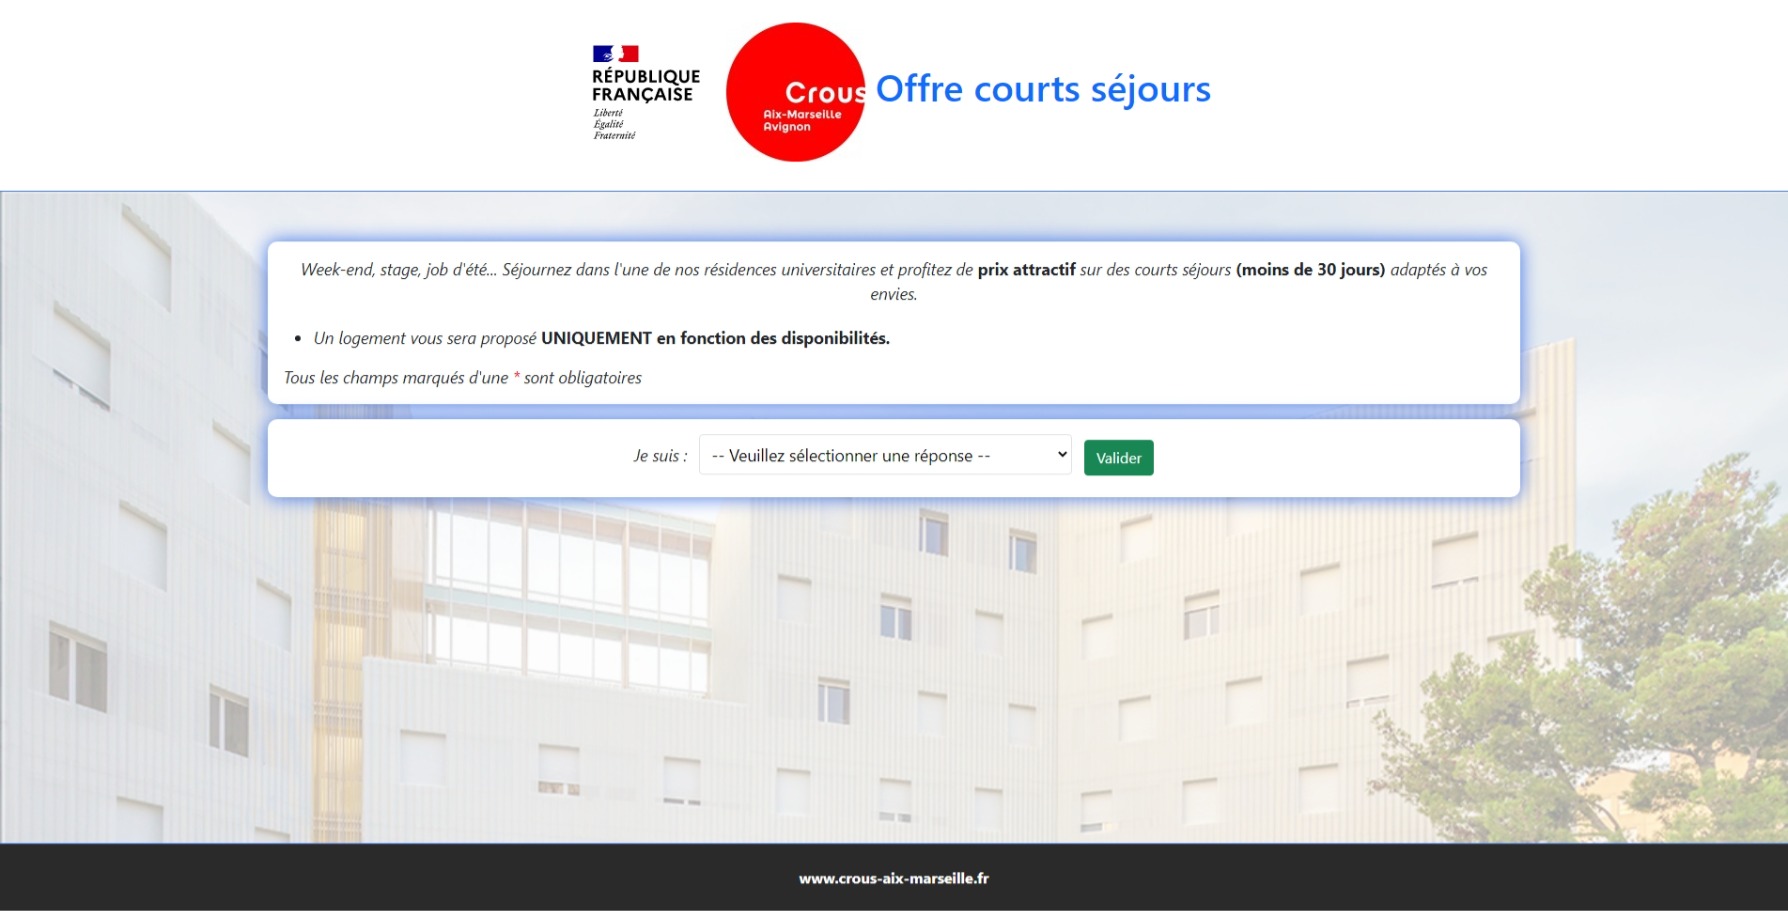 RÉPUBLIQUE
FRANÇAISE
Liberté
Égalité
Fraternité
Crous
Aix-Marseille
Avignon
Offre courts séjours
Week-end, stage, job d'été... Séjournez dans l'une de nos résidences universitaires et profitez de prix attractif sur des courts séjours (moins de 30 jours) adaptés à vos
envies.
• Un logement vous sera proposé UNIQUEMENT en fonction des disponibilités.
Tous les champs marqués d'une * sont obligatoires
Je suis : -- Veuillez sélectionner une réponse -- Valider
www.crous-aix-marseille.fr